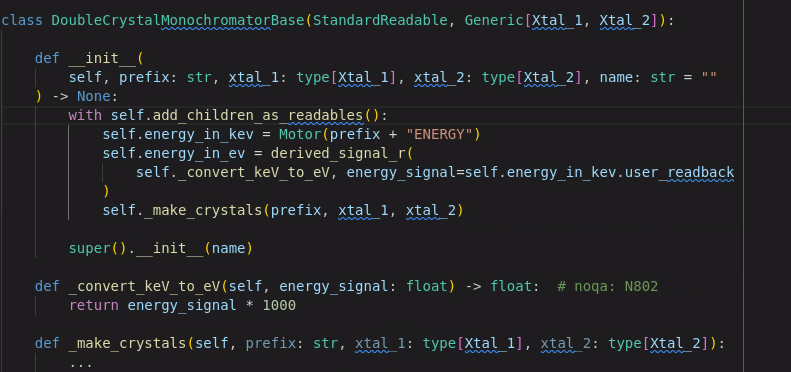 class DoubleCrystalMonochromatorBase(StandardReadable, Generic[Xtal_1, Xtal_2]):
def __init__(
self, prefix: str, xtal_1: type[Xtal_1], xtal_2: type[Xtal_2], name: str = ""
) -> None:
with self.add_children_as_readables():
self.energy_in_kev = Motor(prefix + "ENERGY")
self.energy_in_ev = derived_signal_r(
self._convert_keV_to_eV, energy_signal=self.energy_in_kev.user_readback
)
self._make_crystals(prefix, xtal_1, xtal_2)
super().__init__(name)
def _convert_keV_to_eV(self, energy_signal: float) -> float:  # noqa: N802
return energy_signal * 1000
def _make_crystals(self, prefix: str, xtal_1: type[Xtal_1], xtal_2: type[Xtal_2]):
...